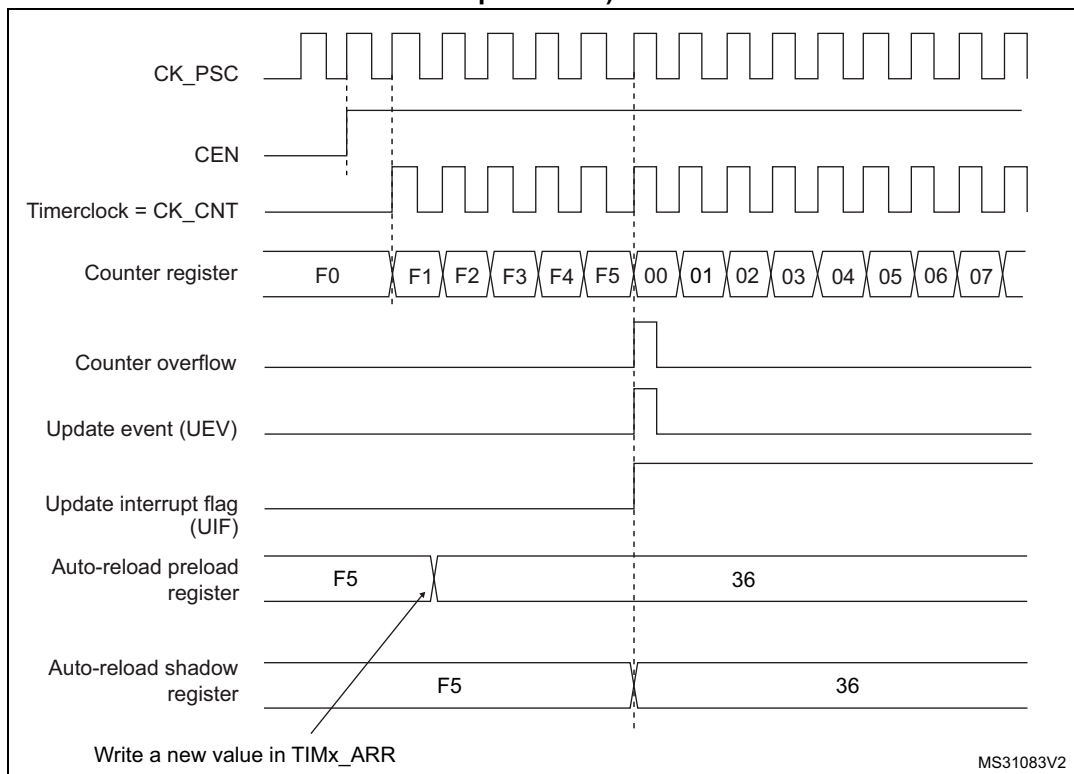 CK_PSC
CEN
Timerclock = CK_CNT
Counter register F0 F1 F2 F3 F4 F5 00 01 02 03 04 05 06 07
Counter overflow
Update event (UEV)
Update interrupt flag
(UIF)
Auto-reload preload
register
F5 36
Auto-reload shadow
register
F5 36
Write a new value in TIMx_ARR
MS31083V2